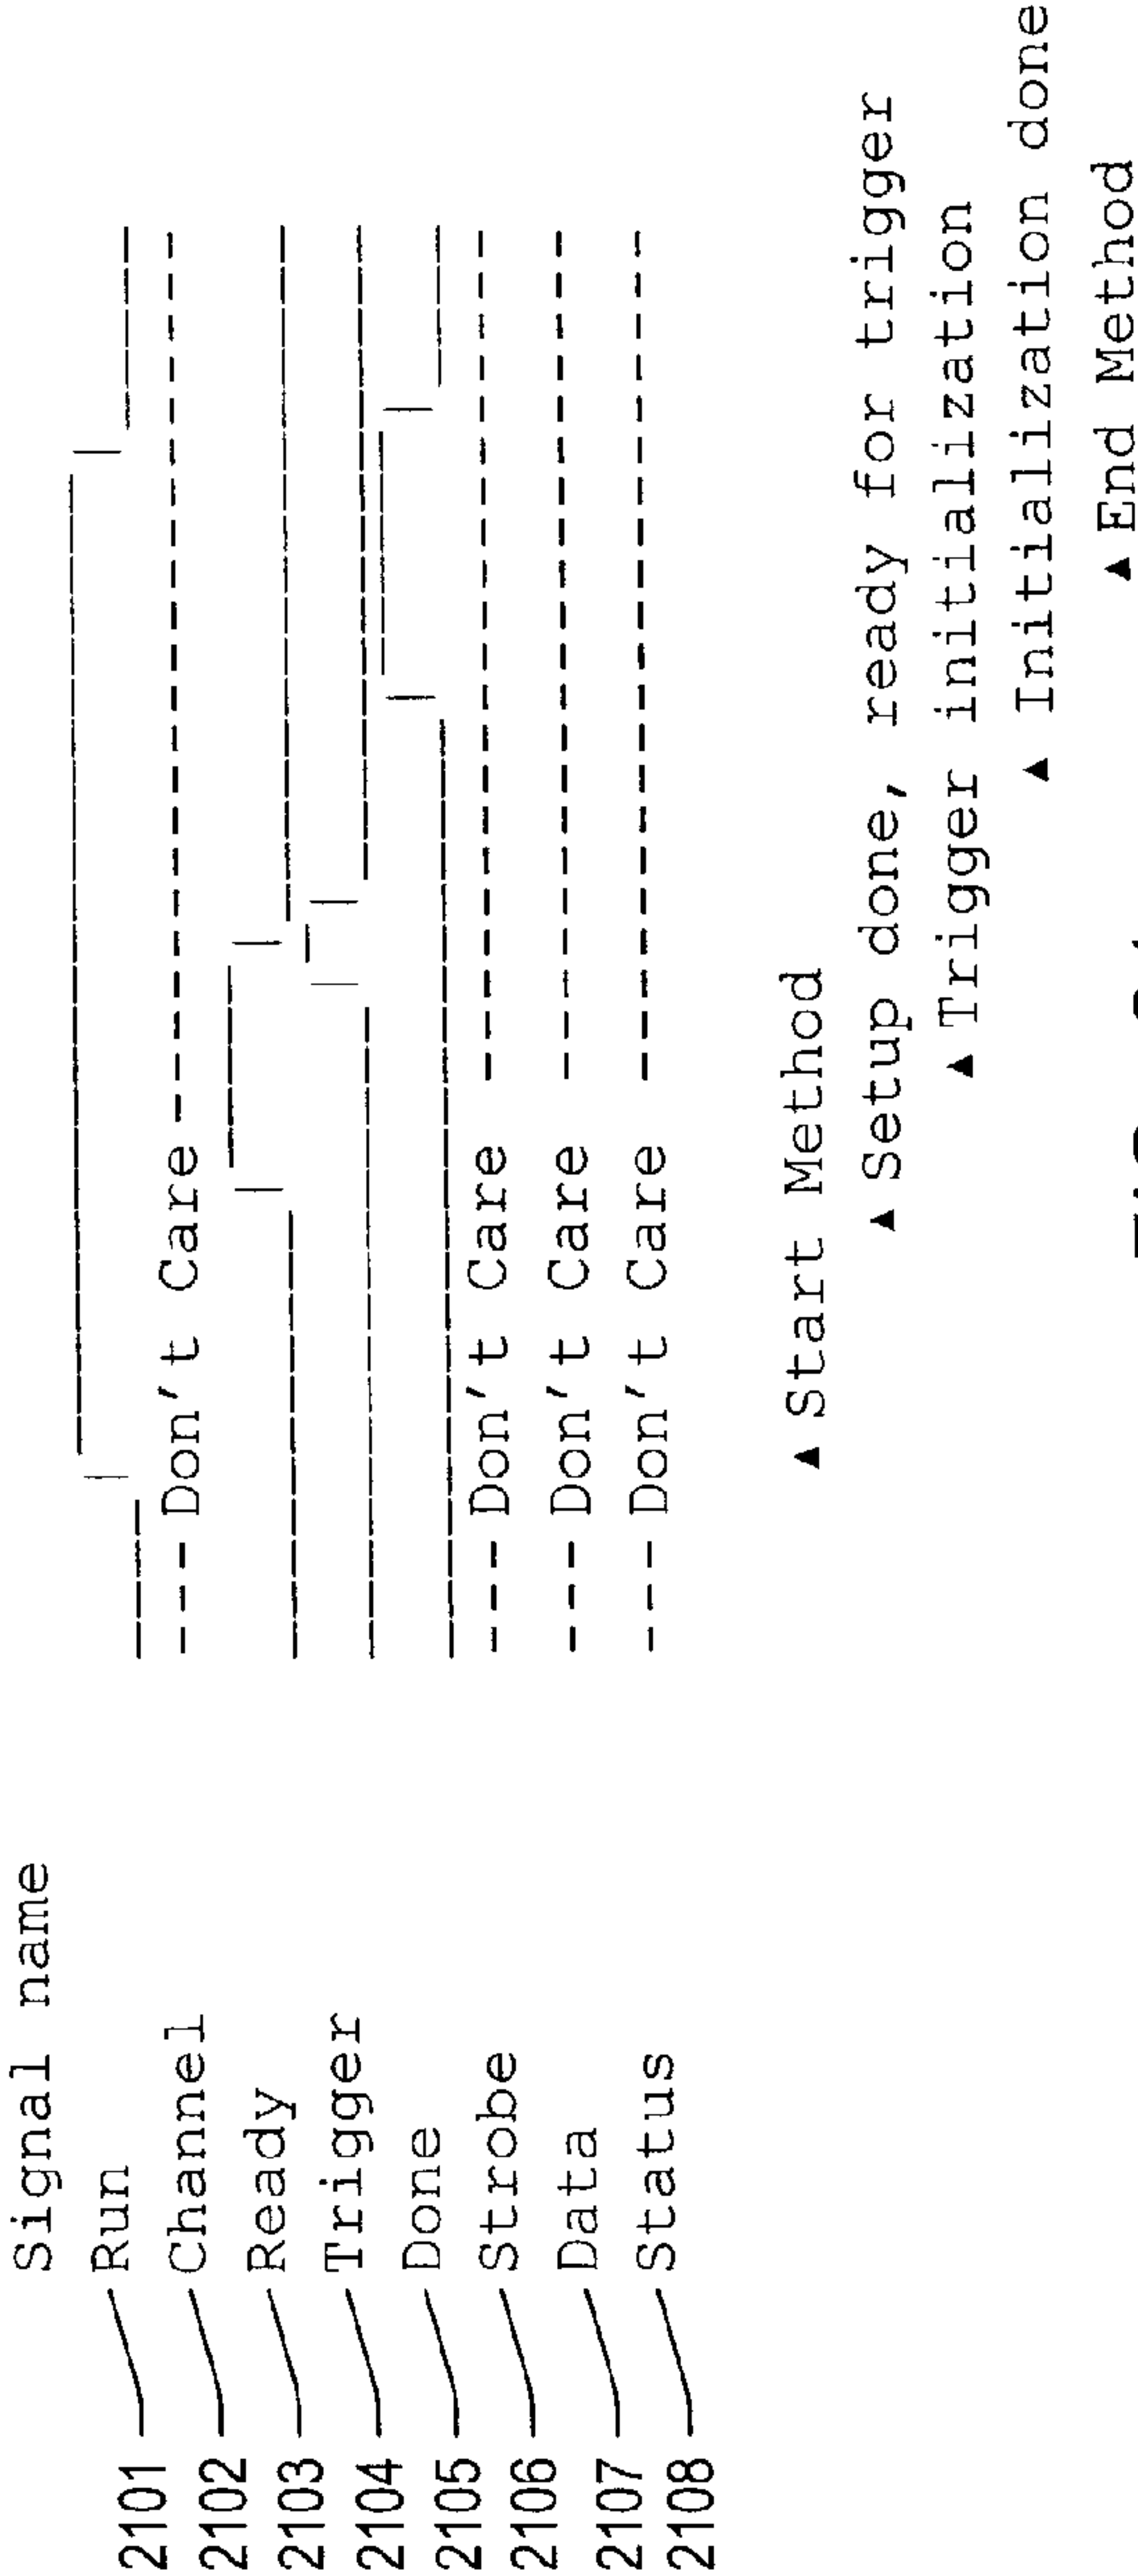 Signal name
2101 Run
2102 Channel ---Don't Care
2103 Ready
2104 Trigger
2105 Done
2106 Strobe ---Don't Care
2107 Data ---Don't Care
2108 Status ---Don't Care
▲ Start Method
▲ Setup done, ready for trigger
▲ Trigger initialization
▲ Initialization done
▲ End Method